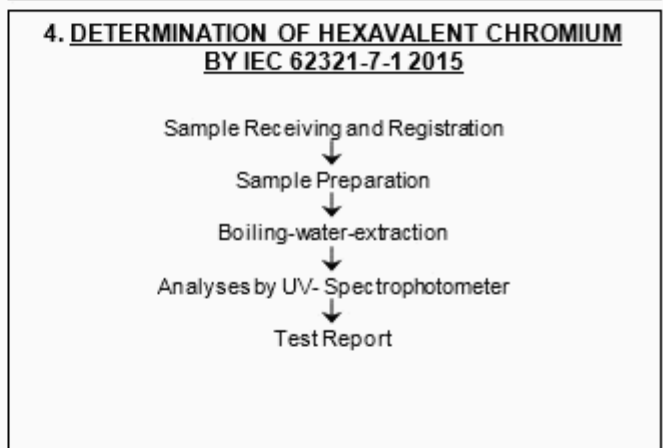 4. DETERMINATION OF HEXAVALENT CHROMIUM
BY IEC 62321-7-1 2015
Sample Receiving and Registration
Sample Preparation
Boiling-water-extraction
Analyses by UV- Spectrophotometer
Test Report